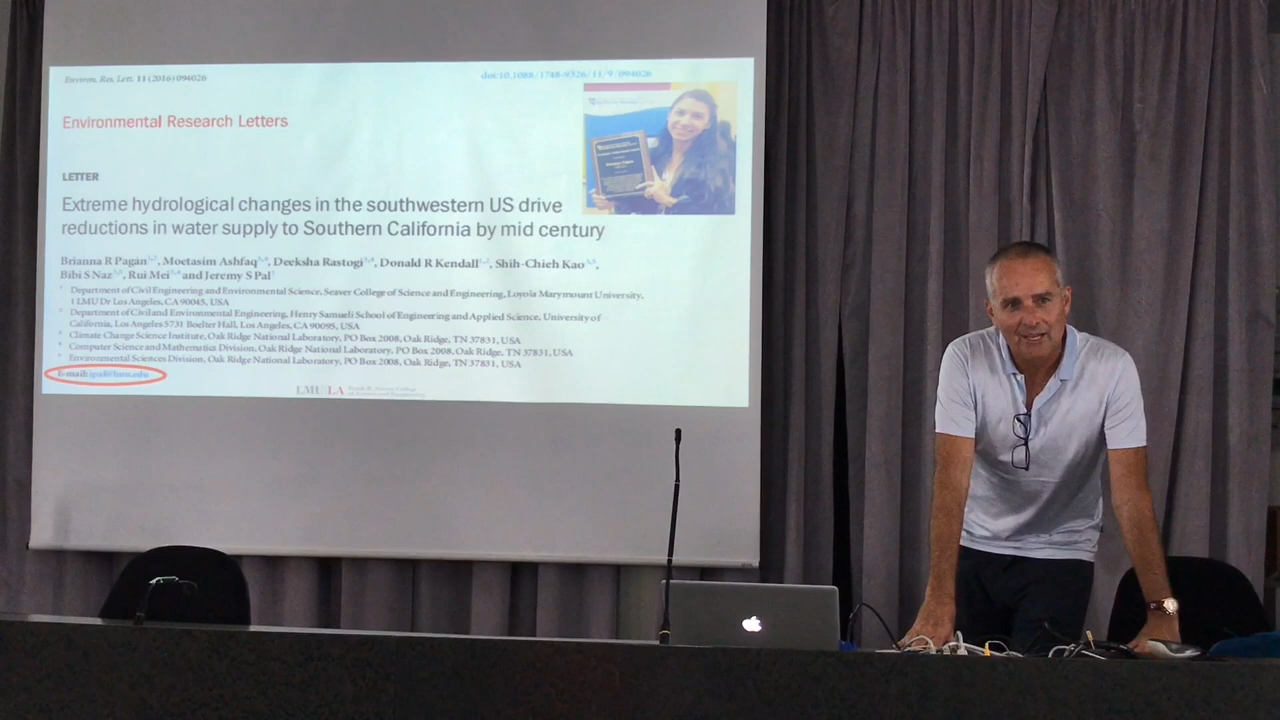 Environ. Res. Lett. 11 (2016) 094026
doi:10.1088/1748-9326/11/9/094026
Environmental Research Letters
LETTER
Extreme hydrological changes in the southwestern US drive
reductions in water supply to Southern California by mid century
Brianna R Pagán, Moetasim Ashfaq, Deeksha Rastogi, Donald R Kendall, Shih-Chieh Kao,
Bibi S Naz, Rui Mei and Jeremy S Pal
Department of Civil Engineering and Environmental Science, Seaver College of Science and Engineering, Loyola Marymount University,
1 LMU Dr Los Angeles, CA 90045, USA
Department of Civil and Environmental Engineering, Henry Samueli School of Engineering and Applied Science, University of
California, Los Angeles 5731 Boelter Hall, Los Angeles, CA 90095, USA
Climate Change Science Institute, Oak Ridge National Laboratory, PO Box 2008, Oak Ridge, TN 37831, USA
Computer Science and Mathematics Division, Oak Ridge National Laboratory, PO Box 2008, Oak Ridge, TN 37831, USA
Environmental Sciences Division, Oak Ridge National Laboratory, PO Box 2008, Oak Ridge, TN 37831, USA
E-mail: jpal@lmu.edu
LMU|LA